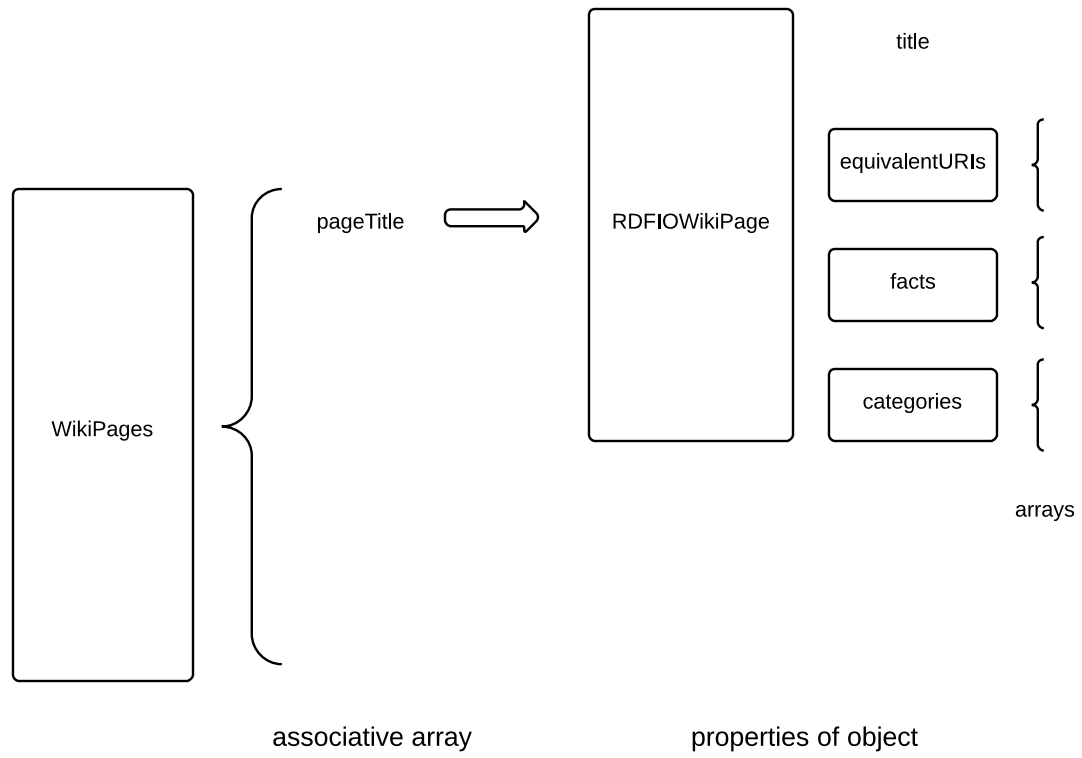 title
equivalentURIs
pageTitle
RDFIOWikiPage
facts
categories
WikiPages
arrays
associative array
properties of object